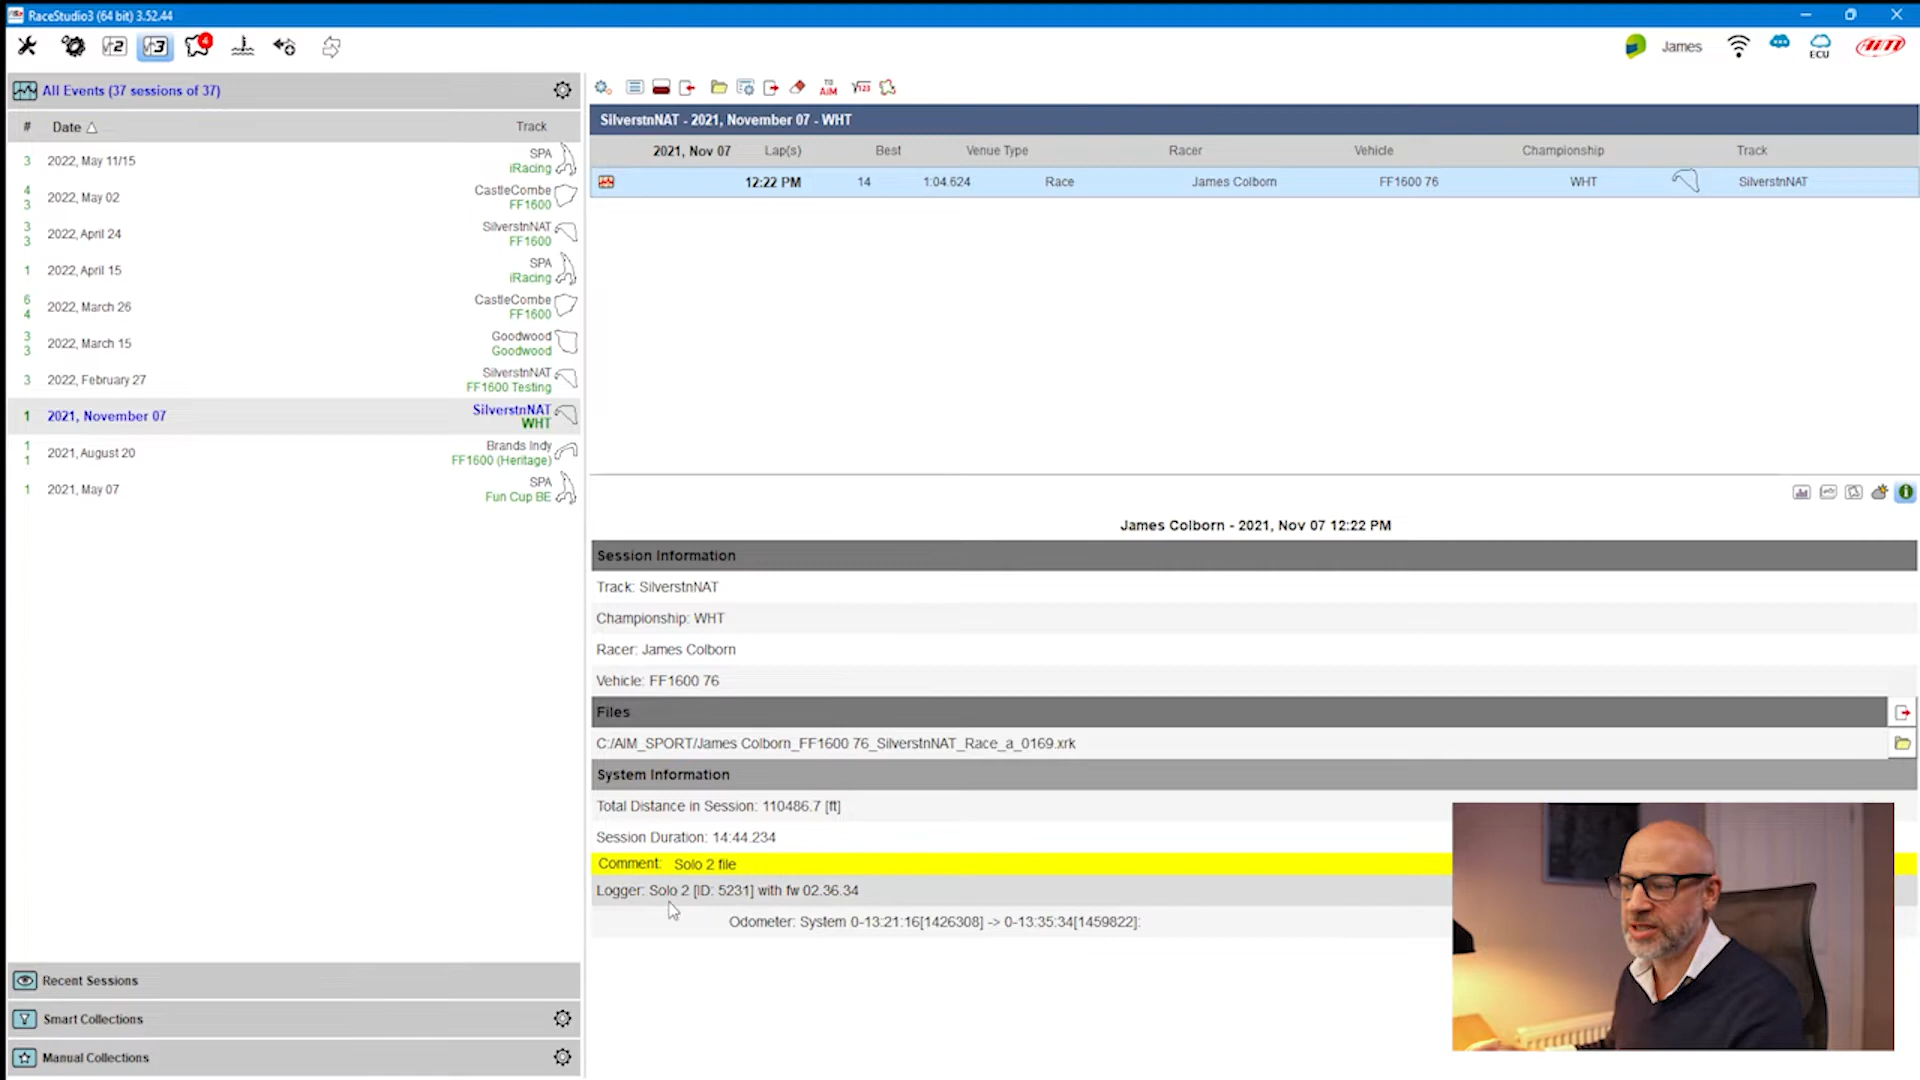 RaceStudio3 (64 bit) 3.52.44
2
3
4
James
ECU
AiM
All Events (37 sessions of 37)
# Date Track
3 2022, May 11/15 SPA
iRacing
4 2022, May 02 CastleCombe
3 FF1600
3 2022, April 24 SilverstnNAT
3 FF1600
1 2022, April 15 SPA
iRacing
6 2022, March 26 CastleCombe
4 FF1600
3 2022, March 15 Goodwood
3 Goodwood
3 2022, February 27 SilverstnNAT
FF1600 Testing
1 2021, November 07 SilverstnNAT
WHT
1 2021, August 20 Brands Indy
1 FF1600 (Heritage)
1 2021, May 07 SPA
Fun Cup BE
Recent Sessions
Smart Collections
Manual Collections
TO
AIM
√123
SilverstnNAT - 2021, November 07 - WHT
2021, Nov 07 Lap(s) Best Venue Type Racer Vehicle Championship Track
12:22 PM 14 1:04.624 Race James Colborn FF1600 76 WHT SilverstnNAT
James Colborn - 2021, Nov 07 12:22 PM
Session Information
Track: SilverstnNAT
Championship: WHT
Racer: James Colborn
Vehicle: FF1600 76
Files
C:/AIM_SPORT/James Colborn_FF1600 76_SilverstnNAT_Race_a_0169.xrk
System Information
Total Distance in Session: 110486.7 [ft]
Session Duration: 14:44.234
Comment: Solo 2 file
Logger: Solo 2 [ID: 5231] with fw 02.36.34
Odometer: System 0-13:21:16[1426308] -> 0-13:35:34[1459822]: